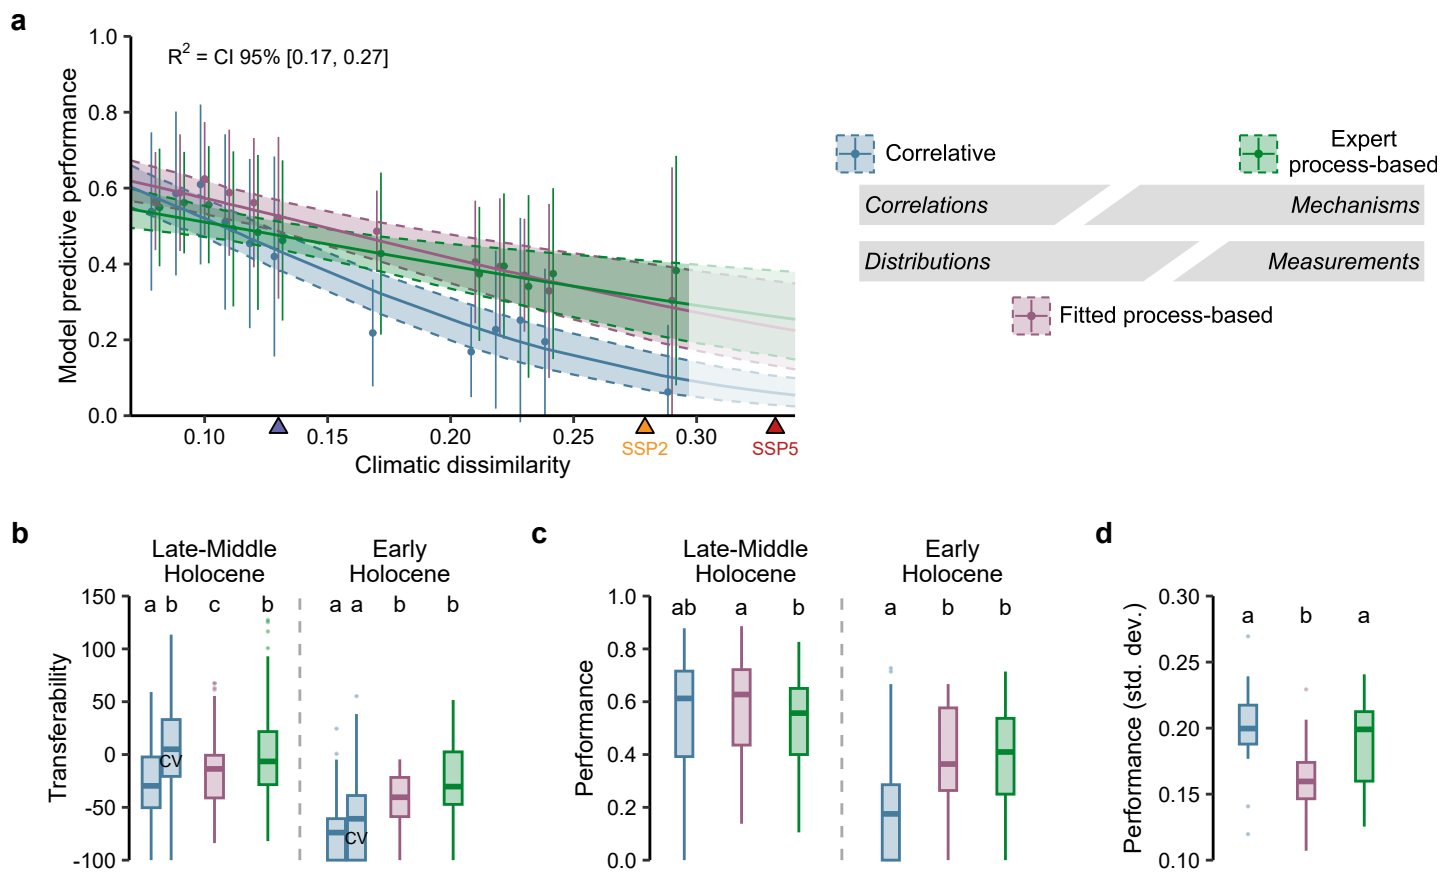 a
R2 = CI 95% [0.17, 0.27]
Model predictive performance
1.0
0.8
0.6
0.4
0.2
0.0
0.10
0.15
0.20
0.25
0.30
SSP2
SSP5
Climatic dissimilarity
Correlative
Expert
process-based
Correlations
Mechanisms
Distributions
Measurements
Fitted process-based
b
Late-Middle
Holocene
Early
Holocene
a b c b
a a b b
Transferability
150
100
50
0
-50
-100
CV
CV
c
Late-Middle
Holocene
Early
Holocene
ab a b
a b b
Performance
1.0
0.8
0.6
0.4
0.2
0.0
d
a b a
Performance (std. dev.)
0.30
0.25
0.20
0.15
0.10